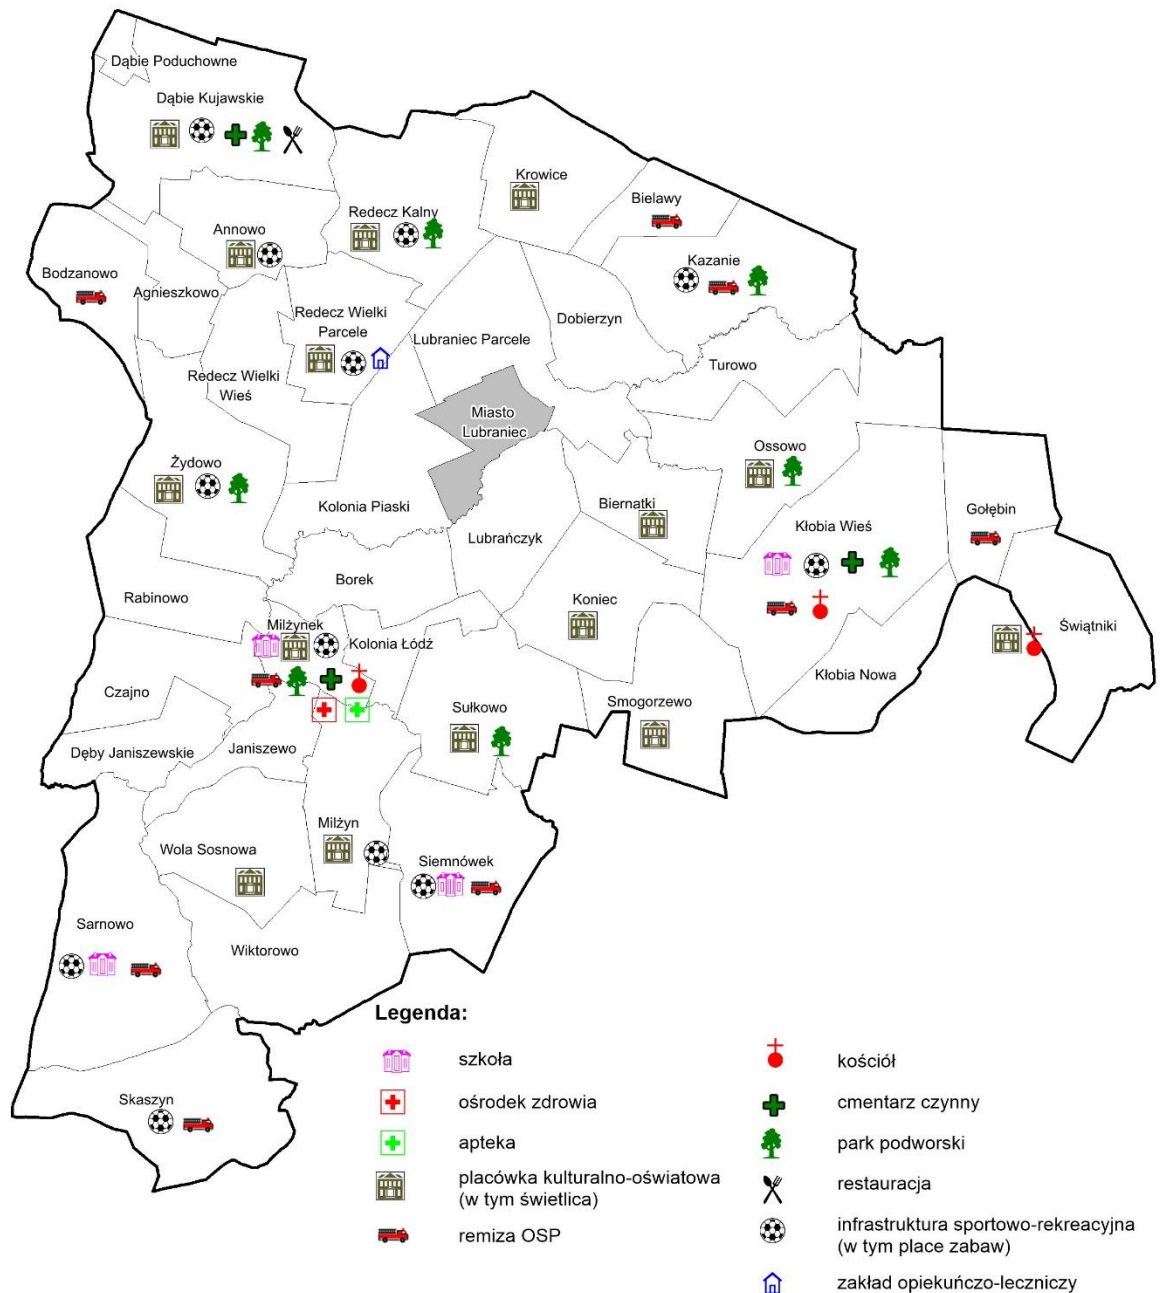 Dąbie Poduchowne
Dąbie Kujawskie
Krowice
Bielawy
Redecz Kalny
Annowo
Kazanie
Bodzanowo
Agnieszkowo
Redecz Wielki
Parcele
Dobierzyn
Lubraniec Parcele
Turowo
Redecz Wielki
Wieś
Miasto
Lubraniec
Ossowo
Żydowo
Biernatki
Kolonia Piaski
Gołębin
Kłobia Wieś
Lubrańczyk
Borek
Rabinowo
Koniec
Milżynek
Kolonia Łódź
Świątniki
Kłobia Nowa
Czajno
Sułkowo
Smogorzewo
Dęby Janiszewskie
Janiszewo
Milżyn
Wola Sosnowa
Siemnówek
Sarnowo
Wiktorowo
Skaszyn
Legenda:
szkoła
ośrodek zdrowia
apteka
placówka kulturalno-oświatowa
(w tym świetlica)
remiza OSP
kościół
cmentarz czynny
park podworski
restauracja
infrastruktura sportowo-rekreacyjna
(w tym place zabaw)
zakład opiekuńczo-leczniczy